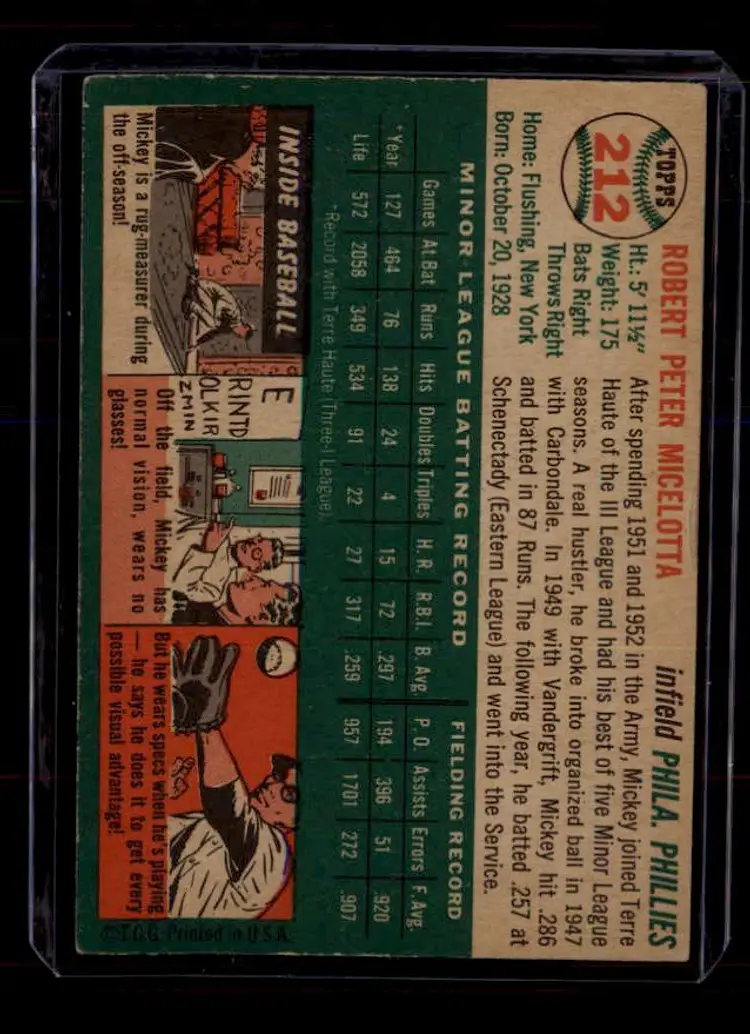 TOPPS
212
ROBERT PETER MICELOTTA
infield PHILA. PHILLIES
Ht.: 5' 11½"
Weight: 175
Bats Right
Throws Right
Home: Flushing, New York
Born: October 20, 1928
After spending 1951 and 1952 in the Army, Mickey joined Terre
Haute of the III League and had his best of five Minor League
seasons. A real hustler, he broke into organized ball in 1947
with Carbondale. In 1949 with Vandergrift, Mickey hit .286
and batted in 87 Runs. The following year, he batted .257 at
Schenectady (Eastern League) and went into the Service.
MINOR LEAGUE BATTING RECORD FIELDING RECORD
Games At.Bat Runs Hits Doubles Triples H. R. R.B.I. B. Avg. P. O. Assists Errors F. Avg.
*Year 127 464 76 138 24 4 15 72 .297 194 396 51 .920
Life 572 2058 349 534 91 22 27 317 .259 957 1701 272 .907
*Record with Terre Haute (Three-I League).
INSIDE BASEBALL
Mickey is a rug-measurer during
the off-season!
E
RINTD
OLKIR
ZMIN
Off the field, Mickey has
normal vision, wears no
glasses!
But he wears specs when he's playing
— he says he does it to get every
possible visual advantage!
© T.C.G. Printed in U.S.A.